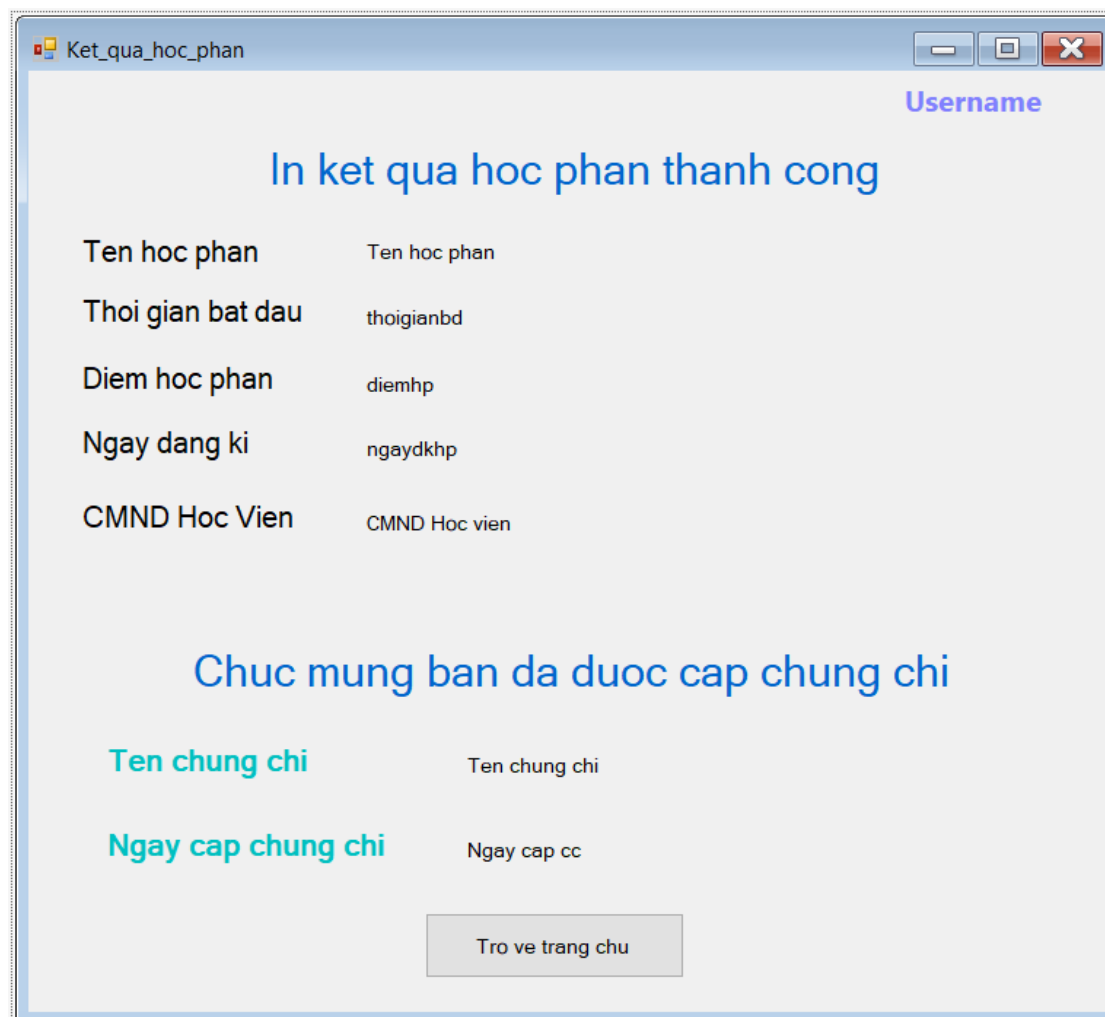 Ket_qua_hoc_phan
Username
In ket qua hoc phan thanh cong
Ten hoc phan Ten hoc phan
Thoi gian bat dau thoigianbd
Diem hoc phan diemhp
Ngay dang ki ngaydkhp
CMND Hoc Vien CMND Hoc vien
Chuc mung ban da duoc cap chung chi
Ten chung chi Ten chung chi
Ngay cap chung chi Ngay cap cc
Tro ve trang chu